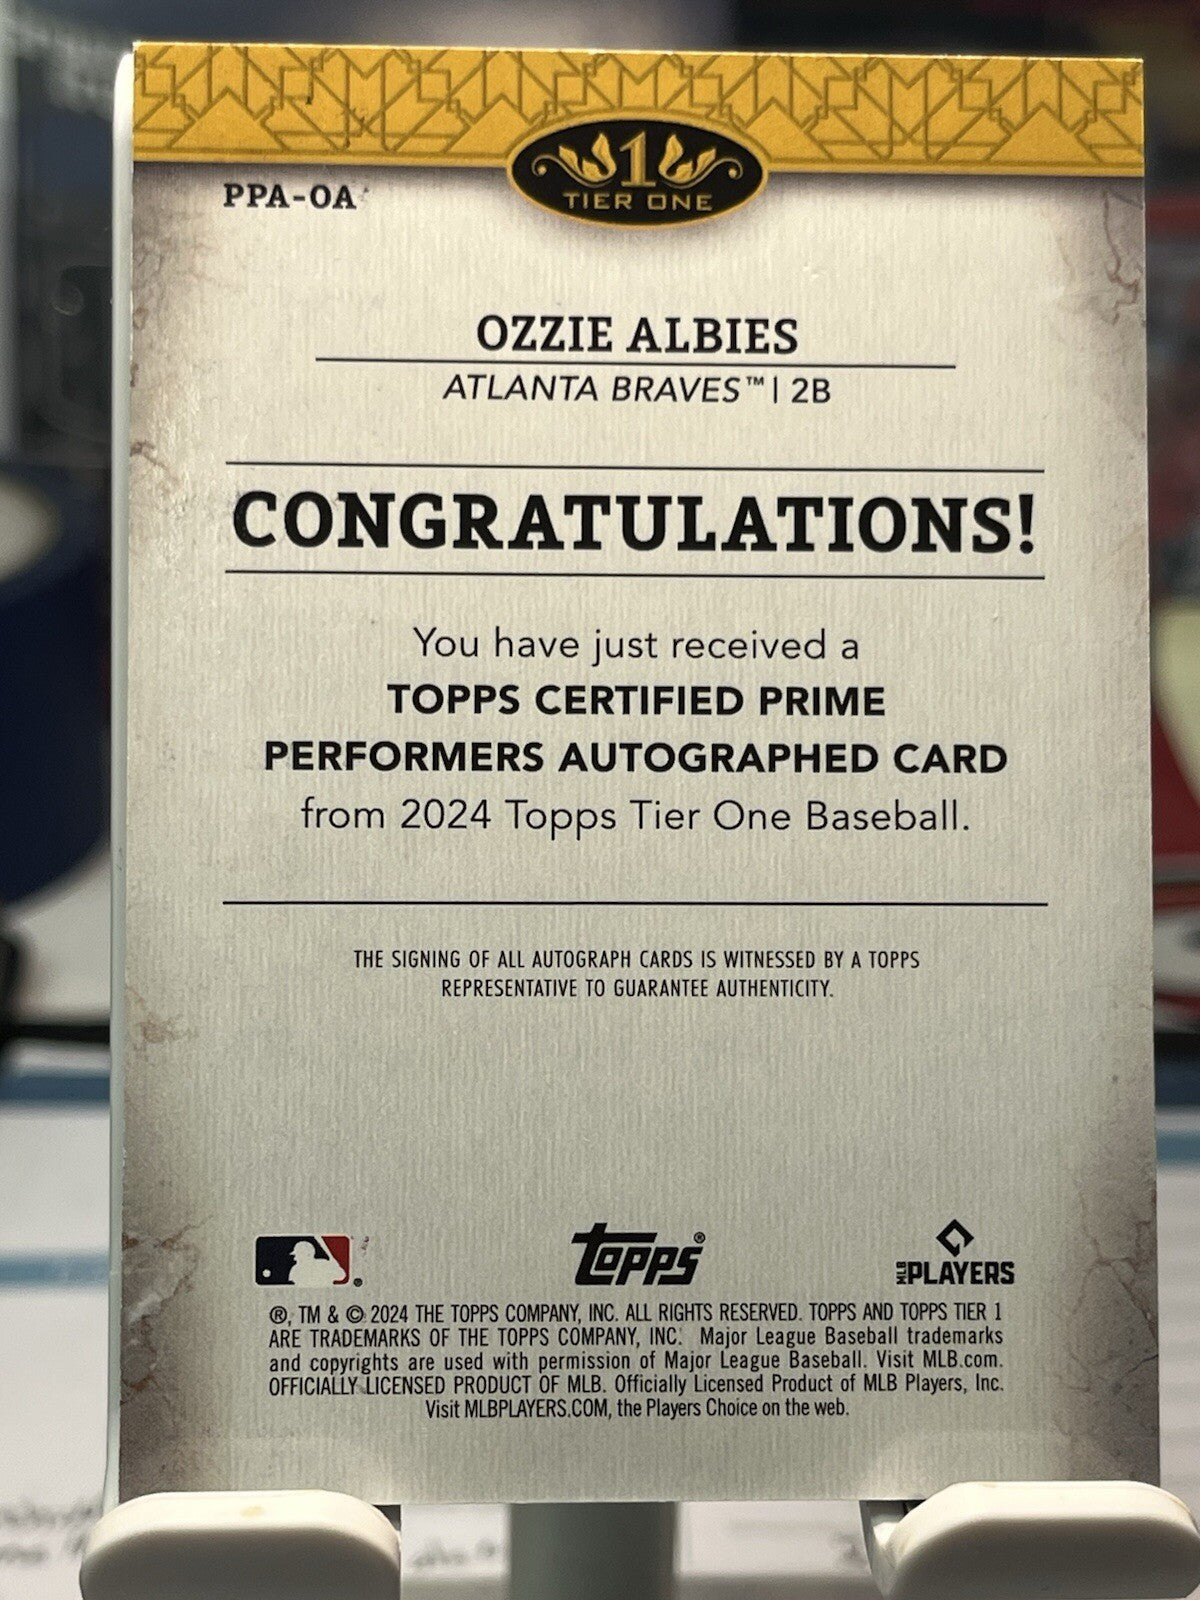 1
TIER ONE
PPA-OA
OZZIE ALBIES
ATLANTA BRAVES™ | 2B
CONGRATULATIONS!
You have just received a
TOPPS CERTIFIED PRIME
PERFORMERS AUTOGRAPHED CARD
from 2024 Topps Tier One Baseball.
THE SIGNING OF ALL AUTOGRAPH CARDS IS WITNESSED BY A TOPPS
REPRESENTATIVE TO GUARANTEE AUTHENTICITY.
topps®
MLB PLAYERS
®, TM & © 2024 THE TOPPS COMPANY, INC. ALL RIGHTS RESERVED. TOPPS AND TOPPS TIER 1
ARE TRADEMARKS OF THE TOPPS COMPANY, INC. Major League Baseball trademarks
and copyrights are used with permission of Major League Baseball. Visit MLB.com.
OFFICIALLY LICENSED PRODUCT OF MLB. Officially Licensed Product of MLB Players, Inc.
Visit MLBPLAYERS.COM, the Players Choice on the web.